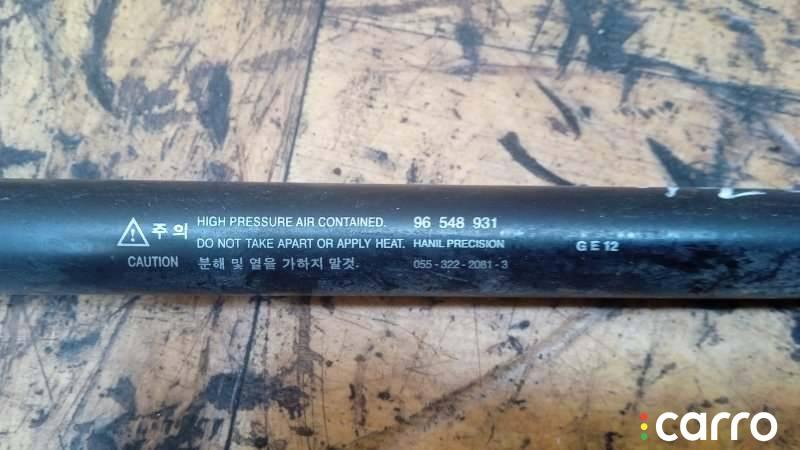 주의 HIGH PRESSURE AIR CONTAINED. 96 548 931
DO NOT TAKE APART OR APPLY HEAT. HANIL PRECISION G E 12
CAUTION 분해 및 열을 가하지 말것. 055-322-2081-3
carro